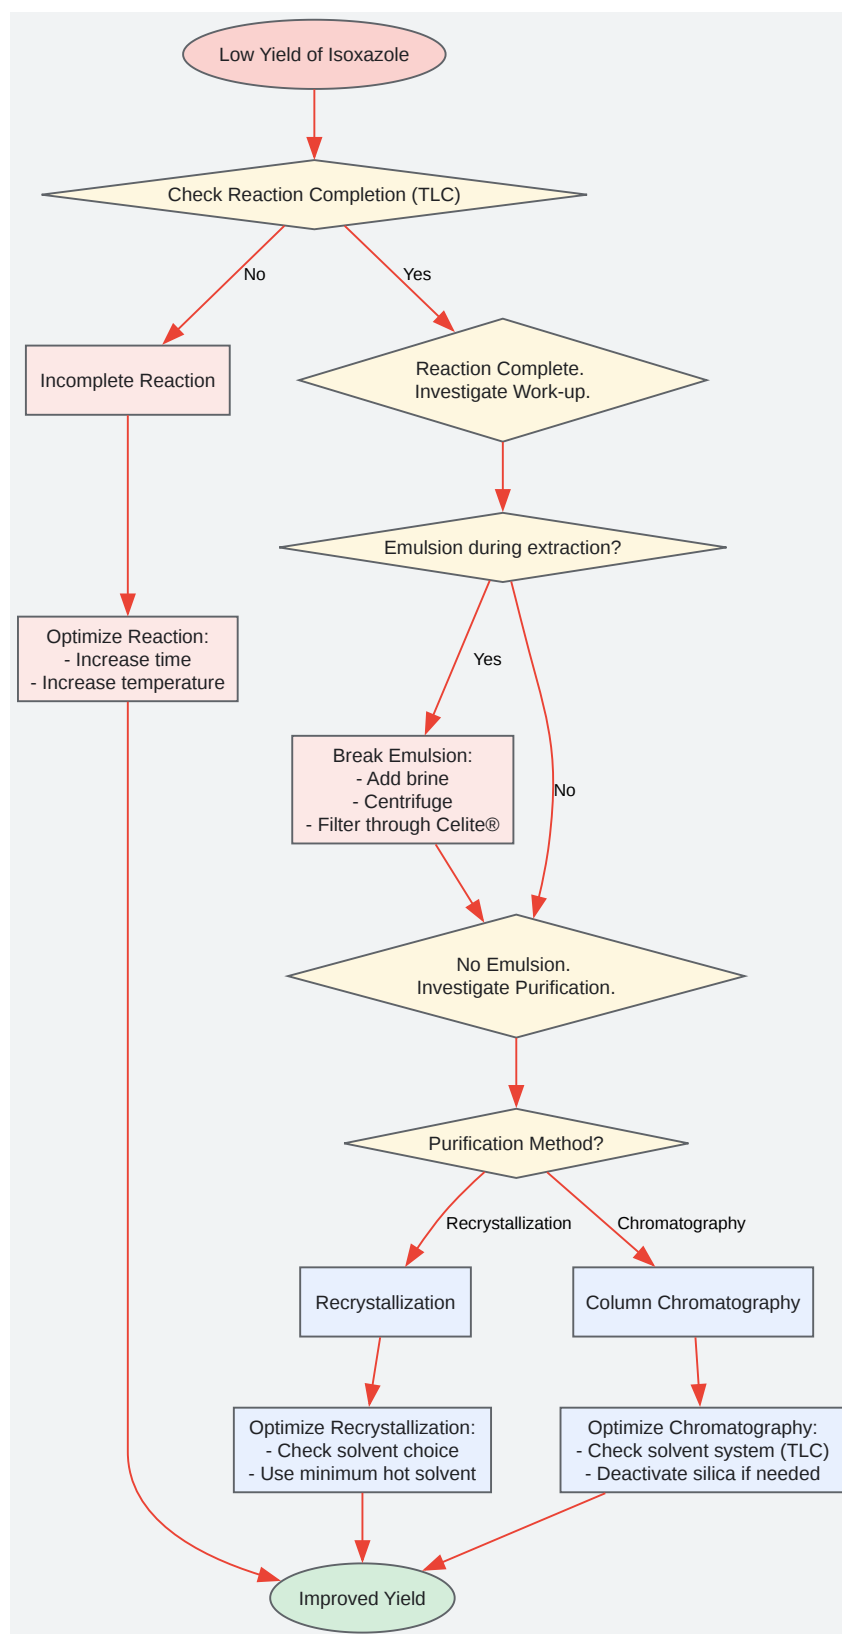 Low Yield of Isoxazole
Check Reaction Completion (TLC)
No
Yes
Incomplete Reaction
Reaction Complete.
Investigate Work-up.
Emulsion during extraction?
Optimize Reaction:
- Increase time
- Increase temperature
Yes
Break Emulsion:
- Add brine
- Centrifuge
- Filter through Celite®
No
No Emulsion.
Investigate Purification.
Purification Method?
Recrystallization
Chromatography
Recrystallization
Column Chromatography
Optimize Recrystallization:
- Check solvent choice
- Use minimum hot solvent
Optimize Chromatography:
- Check solvent system (TLC)
- Deactivate silica if needed
Improved Yield